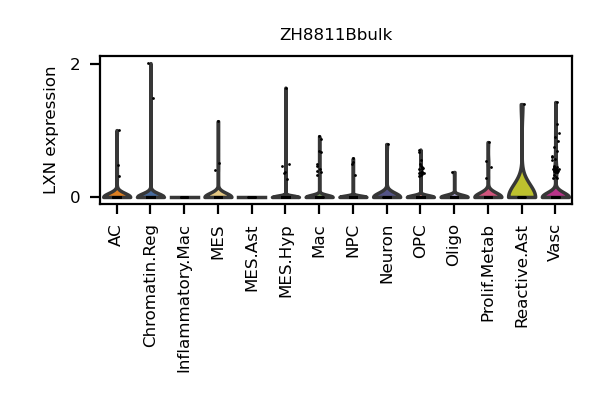 ZH8811Bbulk
LXN expression
2
0
AC
Chromatin.Reg
Inflammatory.Mac
MES
MES.Ast
MES.Hyp
Mac
NPC
Neuron
OPC
Oligo
Prolif.Metab
Reactive.Ast
Vasc